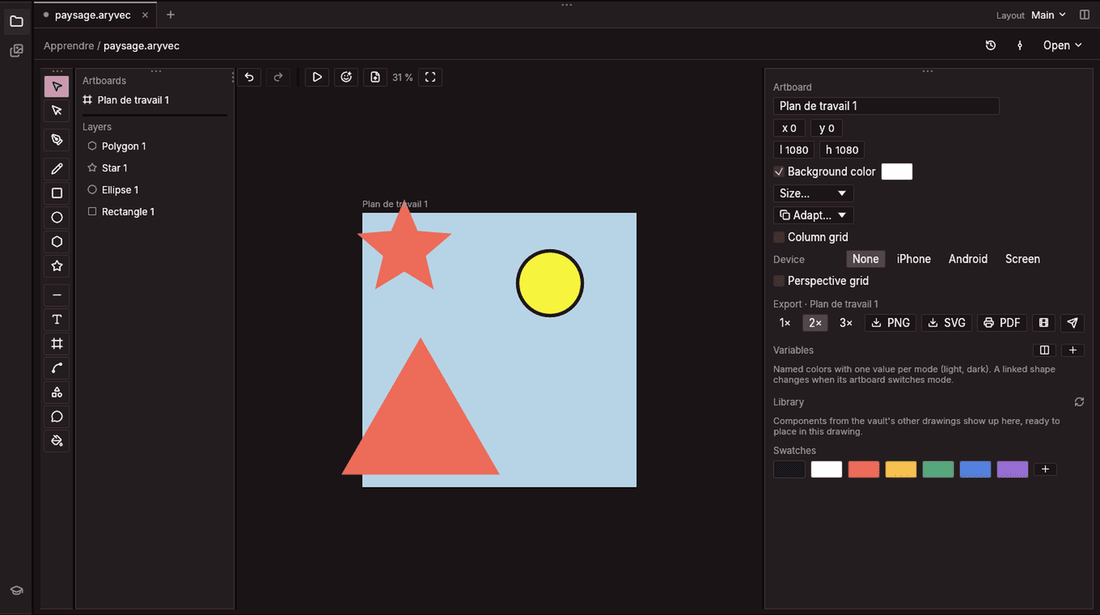 paysage.aryvec
Layout Main
Apprendre / paysage.aryvec
Open
Artboards
Plan de travail 1
Layers
Polygon 1
Star 1
Ellipse 1
Rectangle 1
31 %
Plan de travail 1
Artboard
Plan de travail 1
x 0 y 0
l 1080 h 1080
Background color
Size...
Adapt...
Column grid
Device None iPhone Android Screen
Perspective grid
Export · Plan de travail 1
1× 2× 3× PNG SVG PDF
Variables
Named colors with one value per mode (light, dark). A linked shape
changes when its artboard switches mode.
Library
Components from the vault's other drawings show up here, ready to
place in this drawing.
Swatches